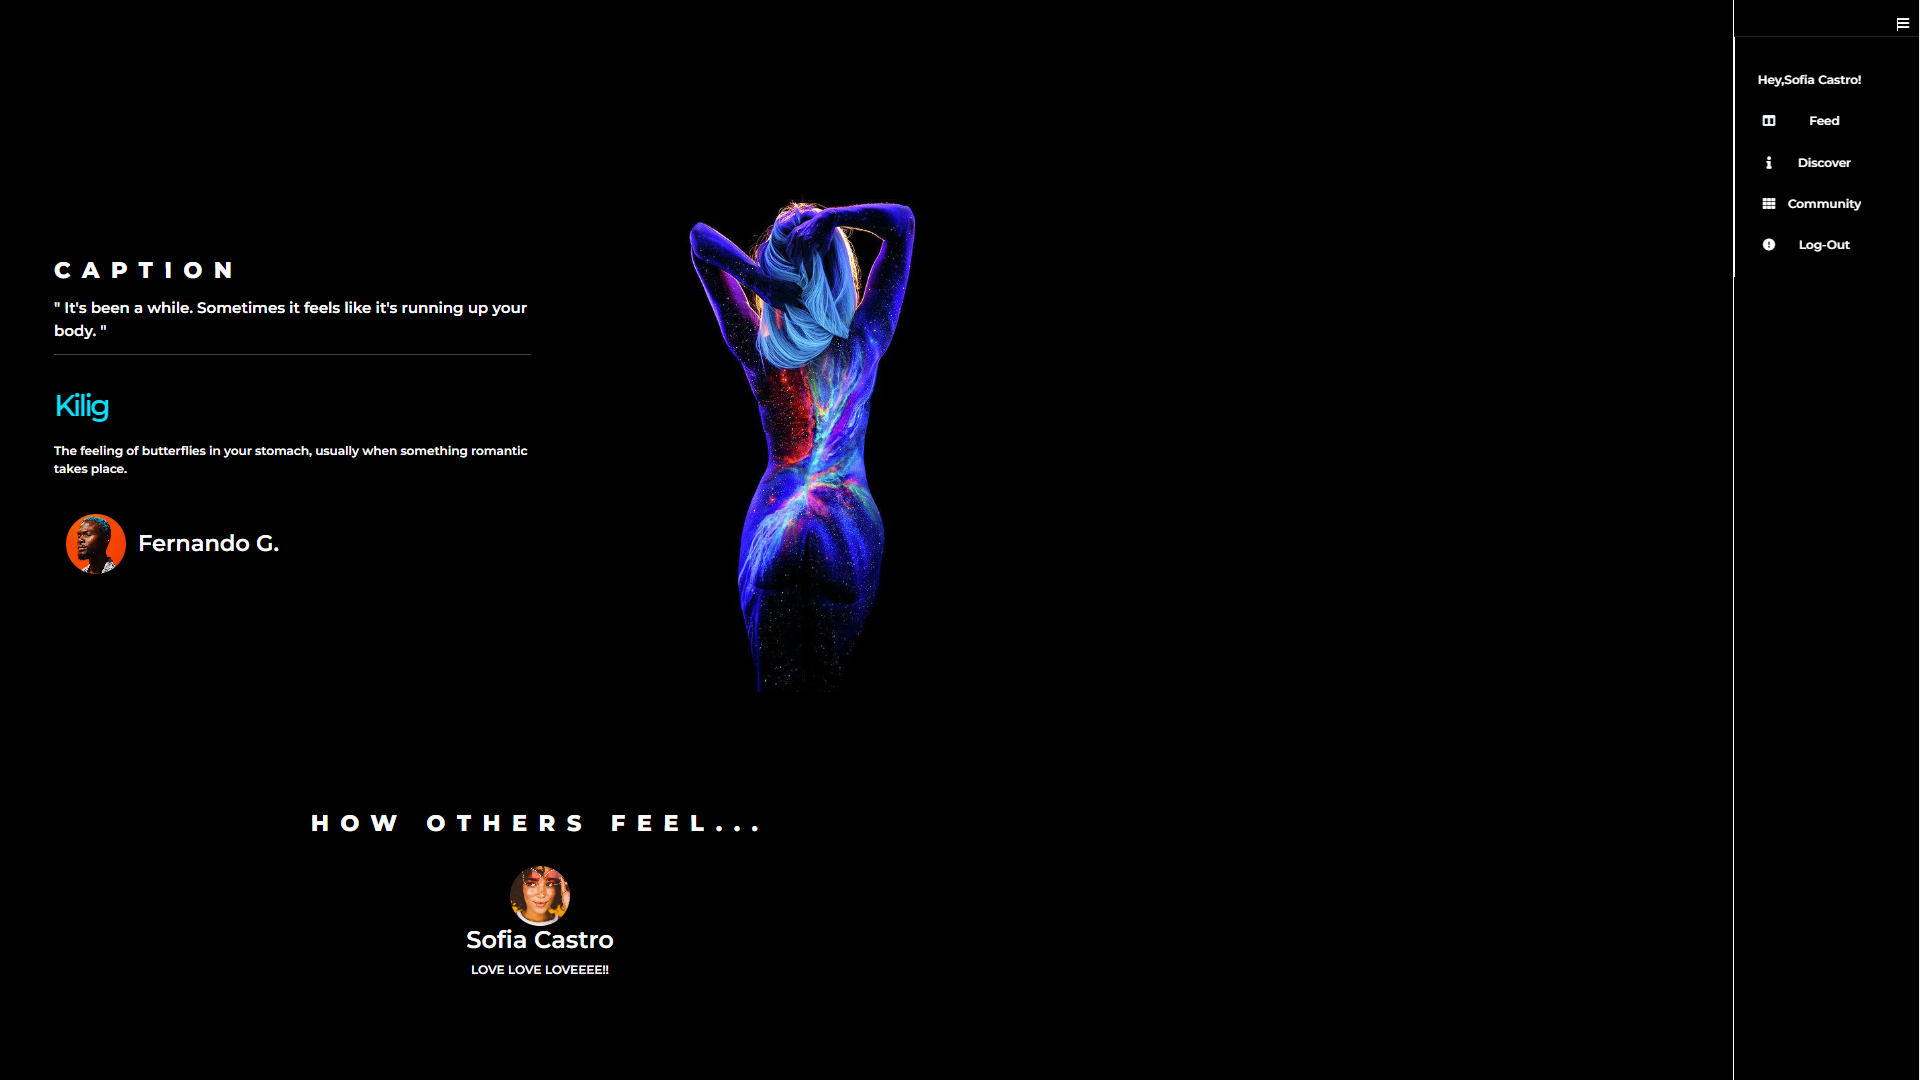 Hey,Sofia Castro!
Feed
Discover
Community
Log-Out
CAPTION
" It's been a while. Sometimes it feels like it's running up your
body. "
Kilig
The feeling of butterflies in your stomach, usually when something romantic
takes place.
Fernando G.
HOW OTHERS FEEL...
Sofia Castro
LOVE LOVE LOVEEEE!!